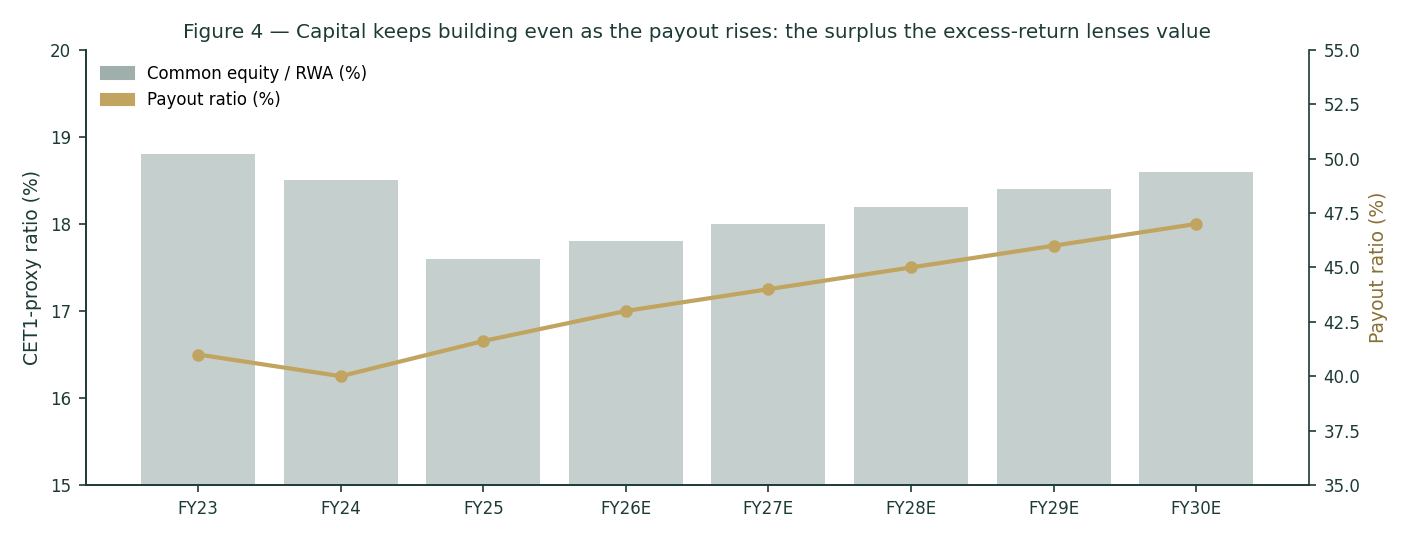 Figure 4 — Capital keeps building even as the payout rises: the surplus the excess-return lenses value
Common equity / RWA (%)
Payout ratio (%)
CET1-proxy ratio (%)
20
19
18
17
16
15
55.0
52.5
50.0
47.5
45.0
42.5
40.0
37.5
35.0
Payout ratio (%)
FY23 FY24 FY25 FY26E FY27E FY28E FY29E FY30E